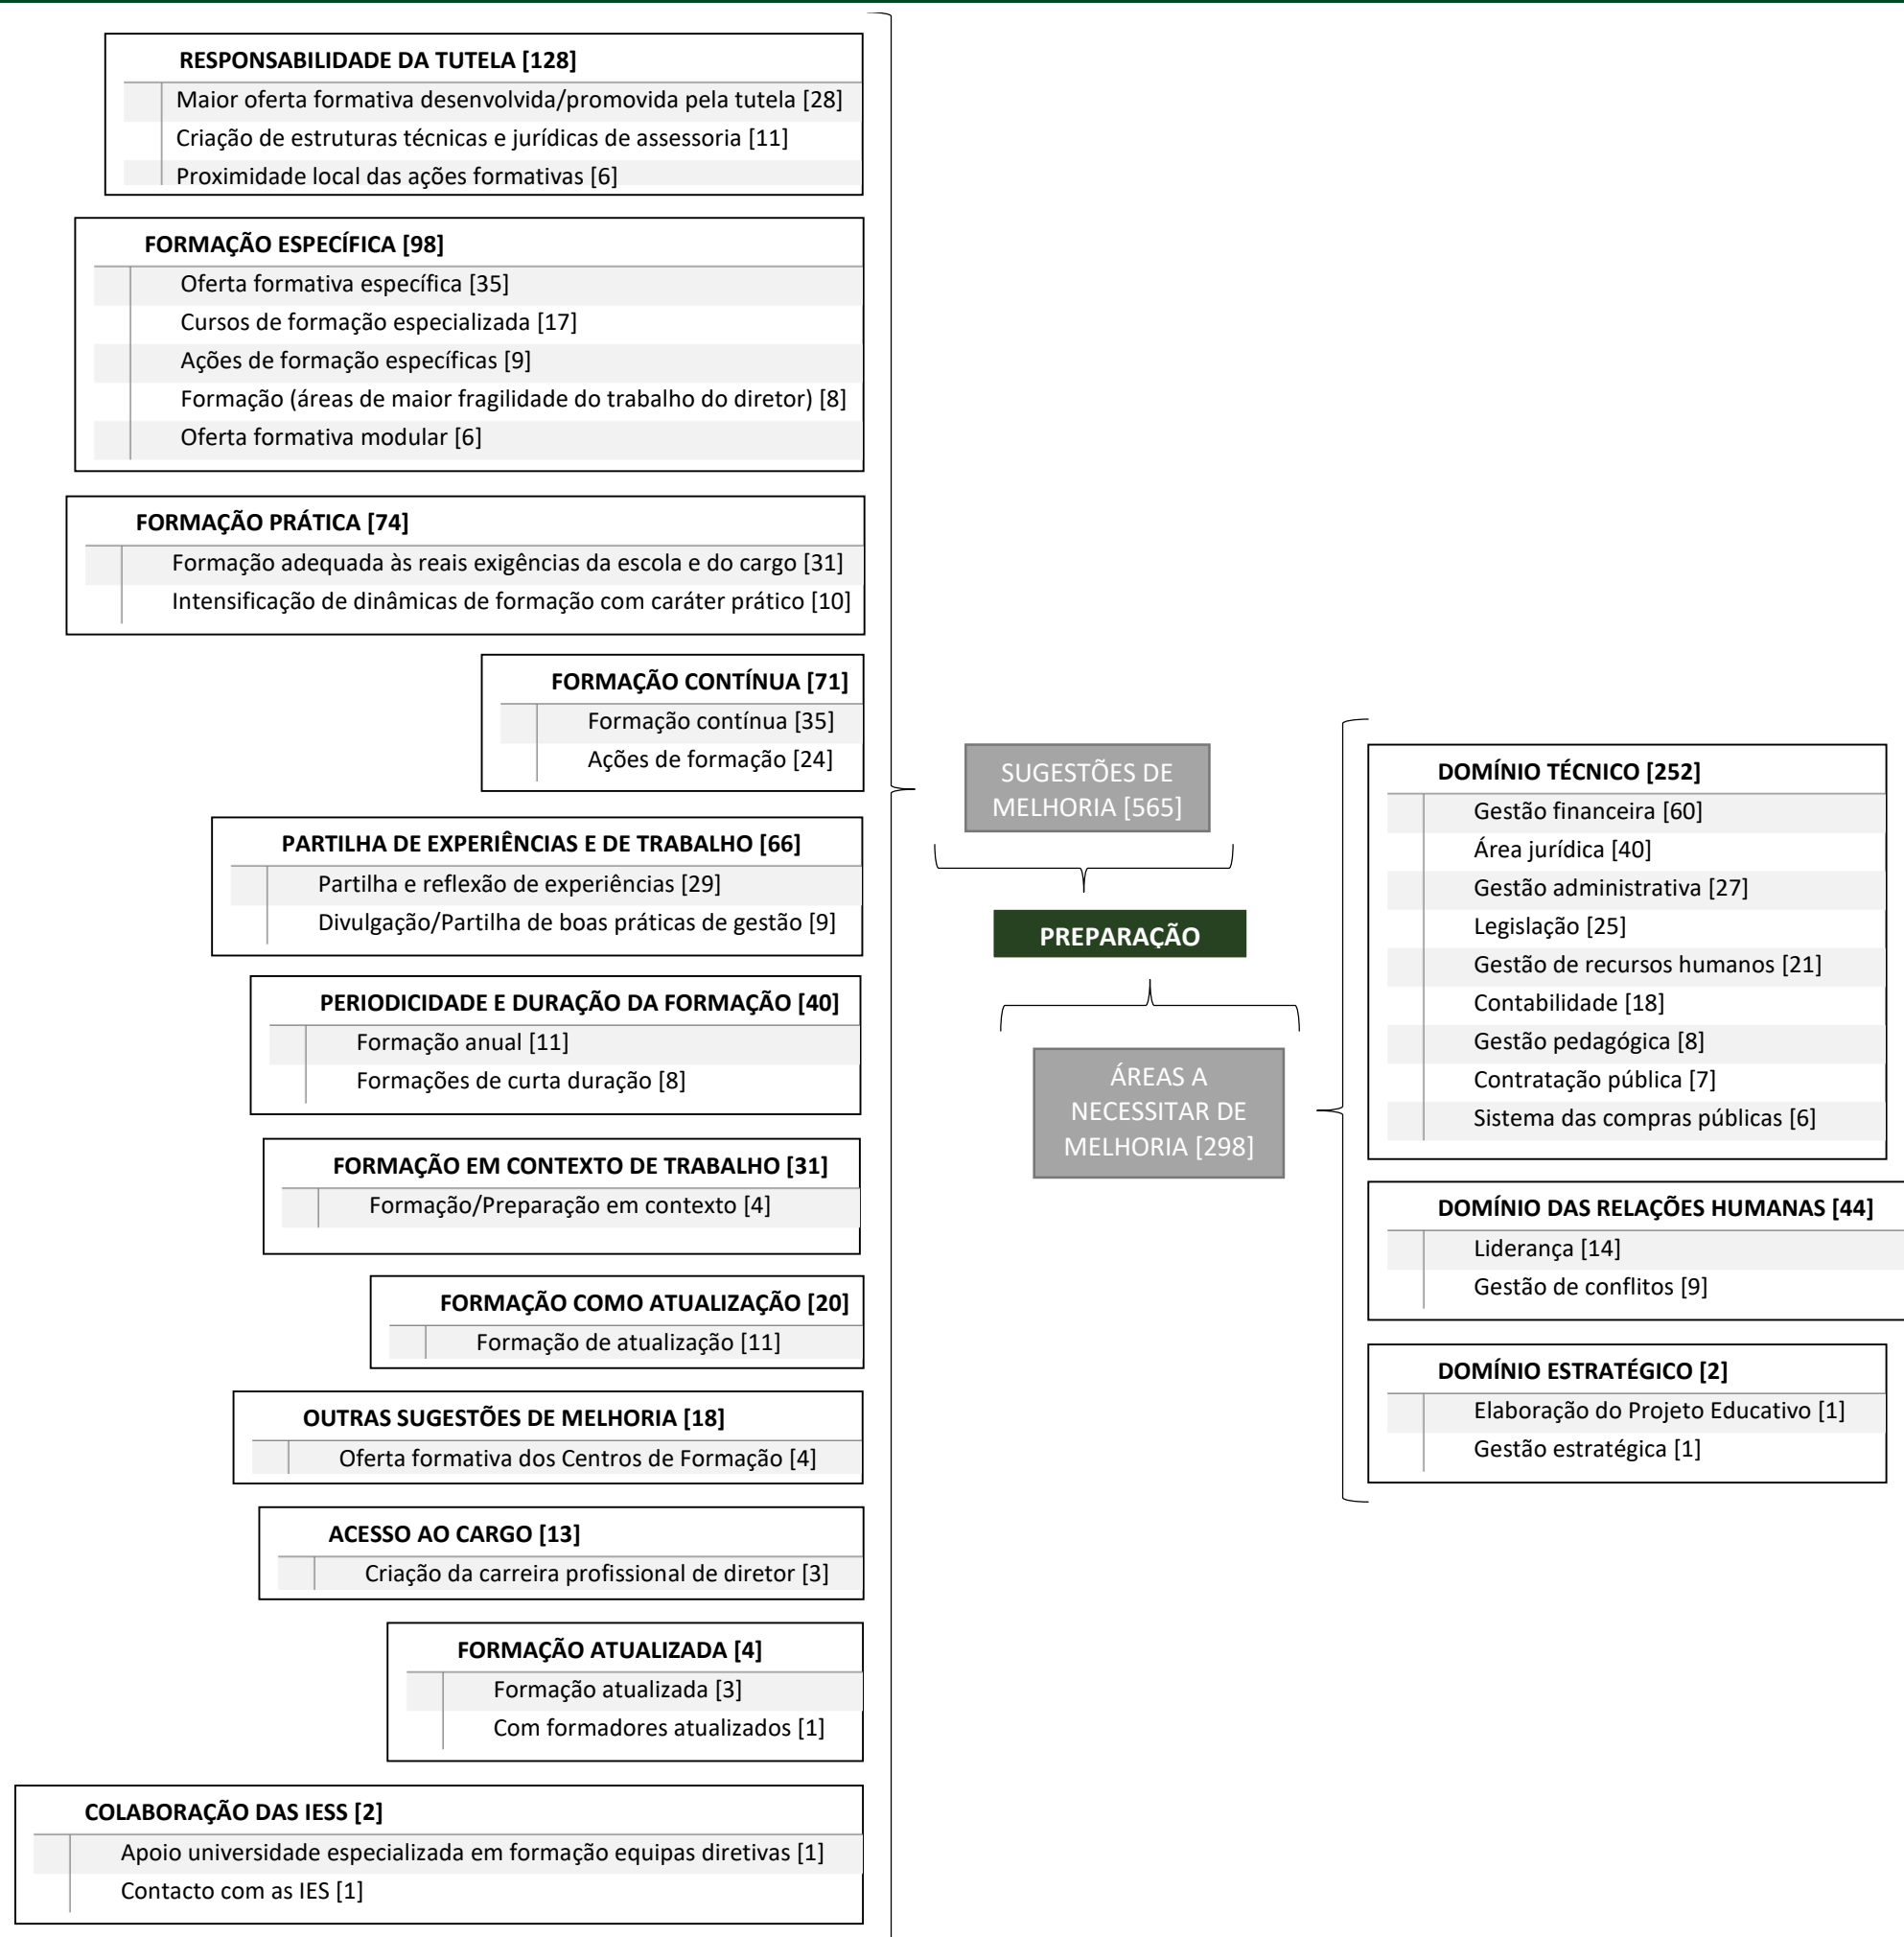 RESPONSABILIDADE DA TUTELA [128]
Maior oferta formativa desenvolvida/promovida pela tutela [28]
Criação de estruturas técnicas e jurídicas de assessoria [11]
Proximidade local das ações formativas [6]
FORMAÇÃO ESPECÍFICA [98]
Oferta formativa específica [35]
Cursos de formação especializada [17]
Ações de formação específicas [9]
Formação (áreas de maior fragilidade do trabalho do diretor) [8]
Oferta formativa modular [6]
FORMAÇÃO PRÁTICA [74]
Formação adequada às reais exigências da escola e do cargo [31]
Intensificação de dinâmicas de formação com caráter prático [10]
FORMAÇÃO CONTÍNUA [71]
Formação contínua [35]
Ações de formação [24]
PARTILHA DE EXPERIÊNCIAS E DE TRABALHO [66]
Partilha e reflexão de experiências [29]
Divulgação/Partilha de boas práticas de gestão [9]
PERIODICIDADE E DURAÇÃO DA FORMAÇÃO [40]
Formação anual [11]
Formações de curta duração [8]
FORMAÇÃO EM CONTEXTO DE TRABALHO [31]
Formação/Preparação em contexto [4]
FORMAÇÃO COMO ATUALIZAÇÃO [20]
Formação de atualização [11]
OUTRAS SUGESTÕES DE MELHORIA [18]
Oferta formativa dos Centros de Formação [4]
ACESSO AO CARGO [13]
Criação da carreira profissional de diretor [3]
FORMAÇÃO ATUALIZADA [4]
Formação atualizada [3]
Com formadores atualizados [1]
COLABORAÇÃO DAS IESS [2]
Apoio universidade especializada em formação equipas diretivas [1]
Contacto com as IES [1]
SUGESTÕES DE
MELHORIA [565]
PREPARAÇÃO
ÁREAS A
NECESSITAR DE
MELHORIA [298]
DOMÍNIO TÉCNICO [252]
Gestão financeira [60]
Área jurídica [40]
Gestão administrativa [27]
Legislação [25]
Gestão de recursos humanos [21]
Contabilidade [18]
Gestão pedagógica [8]
Contratação pública [7]
Sistema das compras públicas [6]
DOMÍNIO DAS RELAÇÕES HUMANAS [44]
Liderança [14]
Gestão de conflitos [9]
DOMÍNIO ESTRATÉGICO [2]
Elaboração do Projeto Educativo [1]
Gestão estratégica [1]